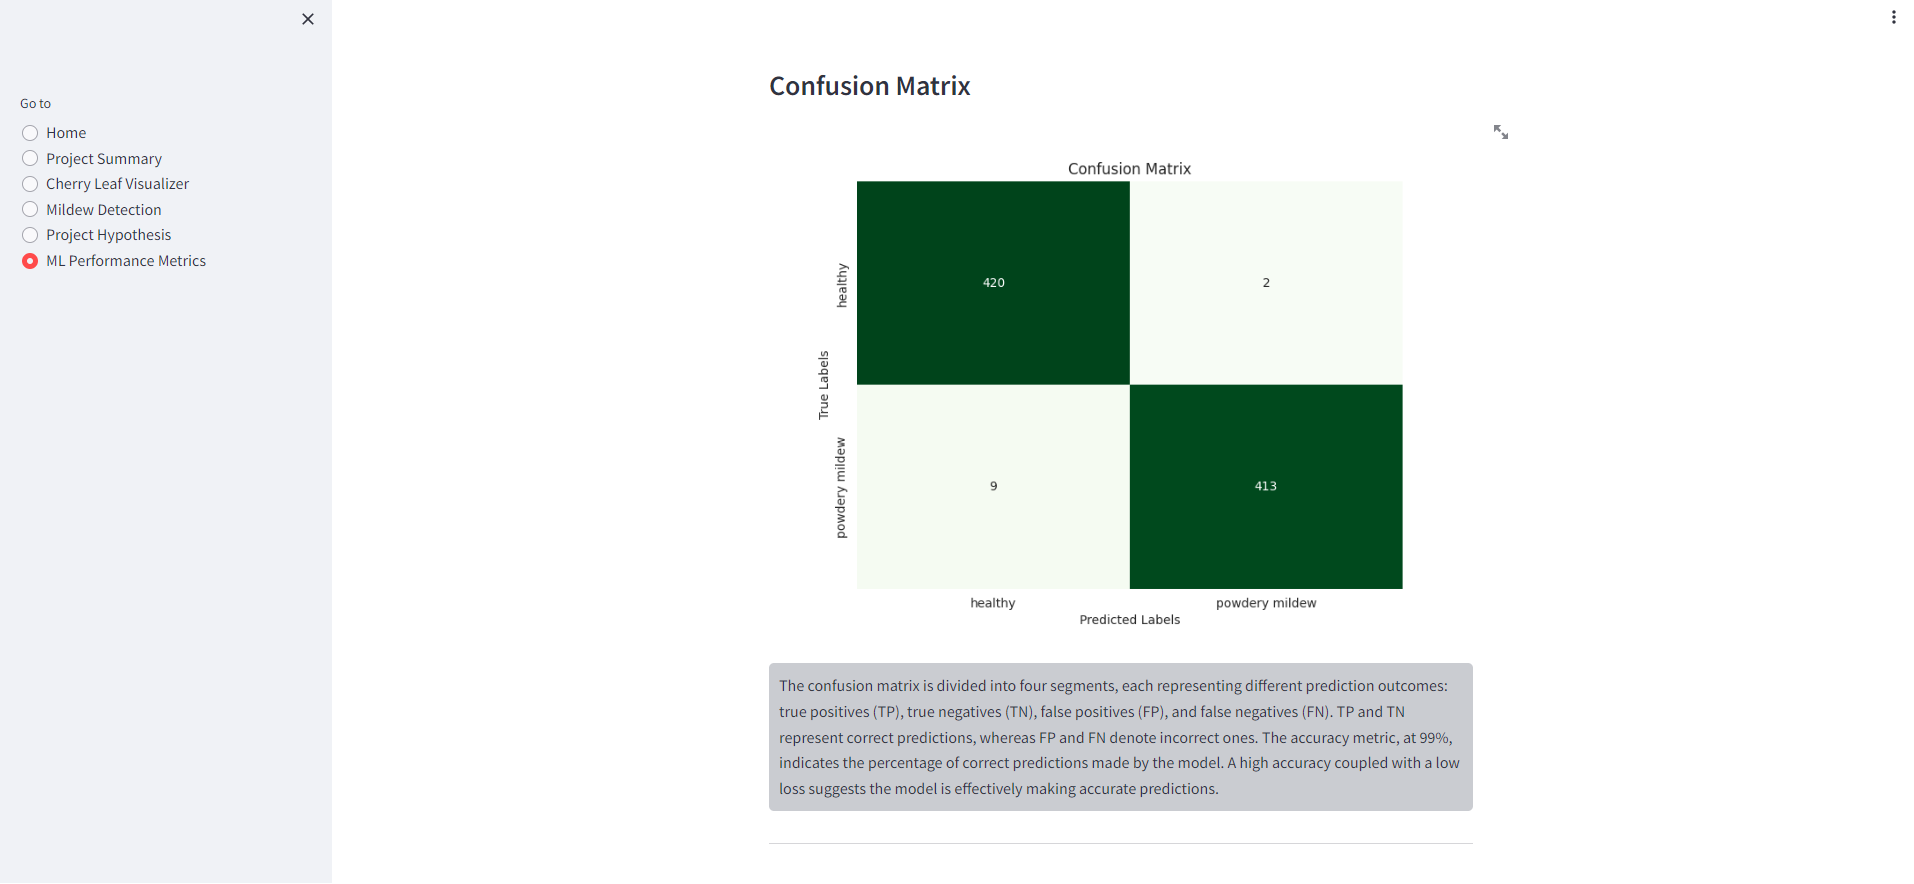 Go to
Home
Project Summary
Cherry Leaf Visualizer
Mildew Detection
Project Hypothesis
ML Performance Metrics
Confusion Matrix
Confusion Matrix
True Labels
healthy
420
2
powdery mildew
9
413
healthy
powdery mildew
Predicted Labels
The confusion matrix is divided into four segments, each representing different prediction outcomes:
true positives (TP), true negatives (TN), false positives (FP), and false negatives (FN). TP and TN
represent correct predictions, whereas FP and FN denote incorrect ones. The accuracy metric, at 99%,
indicates the percentage of correct predictions made by the model. A high accuracy coupled with a low
loss suggests the model is effectively making accurate predictions.